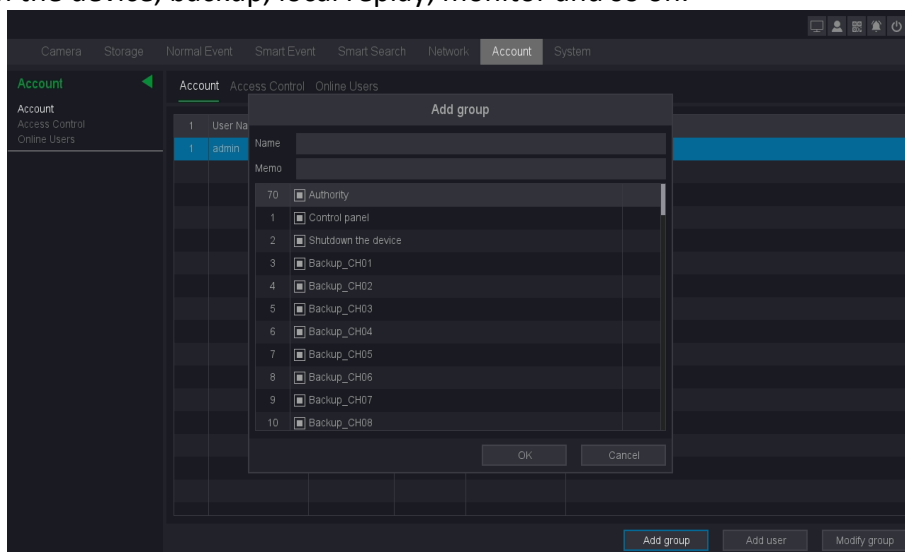 the device, backup, local replay, monitor and so on.
Camera Storage Normal Event Smart Event Smart Search Network Account System
Account
Account Access Control Online Users
Account
Access Control
Online Users
Add group
1 User Na
1 admin
Name
Memo
70 Authority
1 Control panel
2 Shutdown the device
3 Backup_CH01
4 Backup_CH02
5 Backup_CH03
6 Backup_CH04
7 Backup_CH05
8 Backup_CH06
9 Backup_CH07
10 Backup_CH08
OK Cancel
Add group Add user Modify group